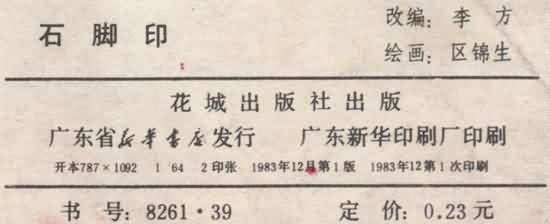 石脚印
改编：李方
绘画：区锦生
花城出版社出版
广东省新华书店发行 广东新华印刷厂印刷
开本787×1092 1 64 2印张 1983年12月第1版 1983年12第1次印刷
书号：8261·39 定价：0.23元